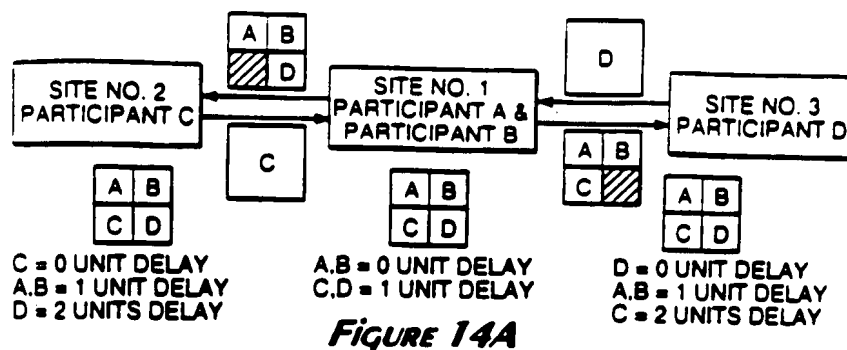 A B
D
D
SITE NO. 2
PARTICIPANT C
SITE NO. 1
PARTICIPANT A &
PARTICIPANT B
SITE NO. 3
PARTICIPANT D
C
A B
C
A B
C D
A B
C D
A B
C D
C = 0 UNIT DELAY
A.B = 1 UNIT DELAY
D = 2 UNITS DELAY
A.B = 0 UNIT DELAY
C.D = 1 UNIT DELAY
D = 0 UNIT DELAY
A.B = 1 UNIT DELAY
C = 2 UNITS DELAY
FIGURE 14A